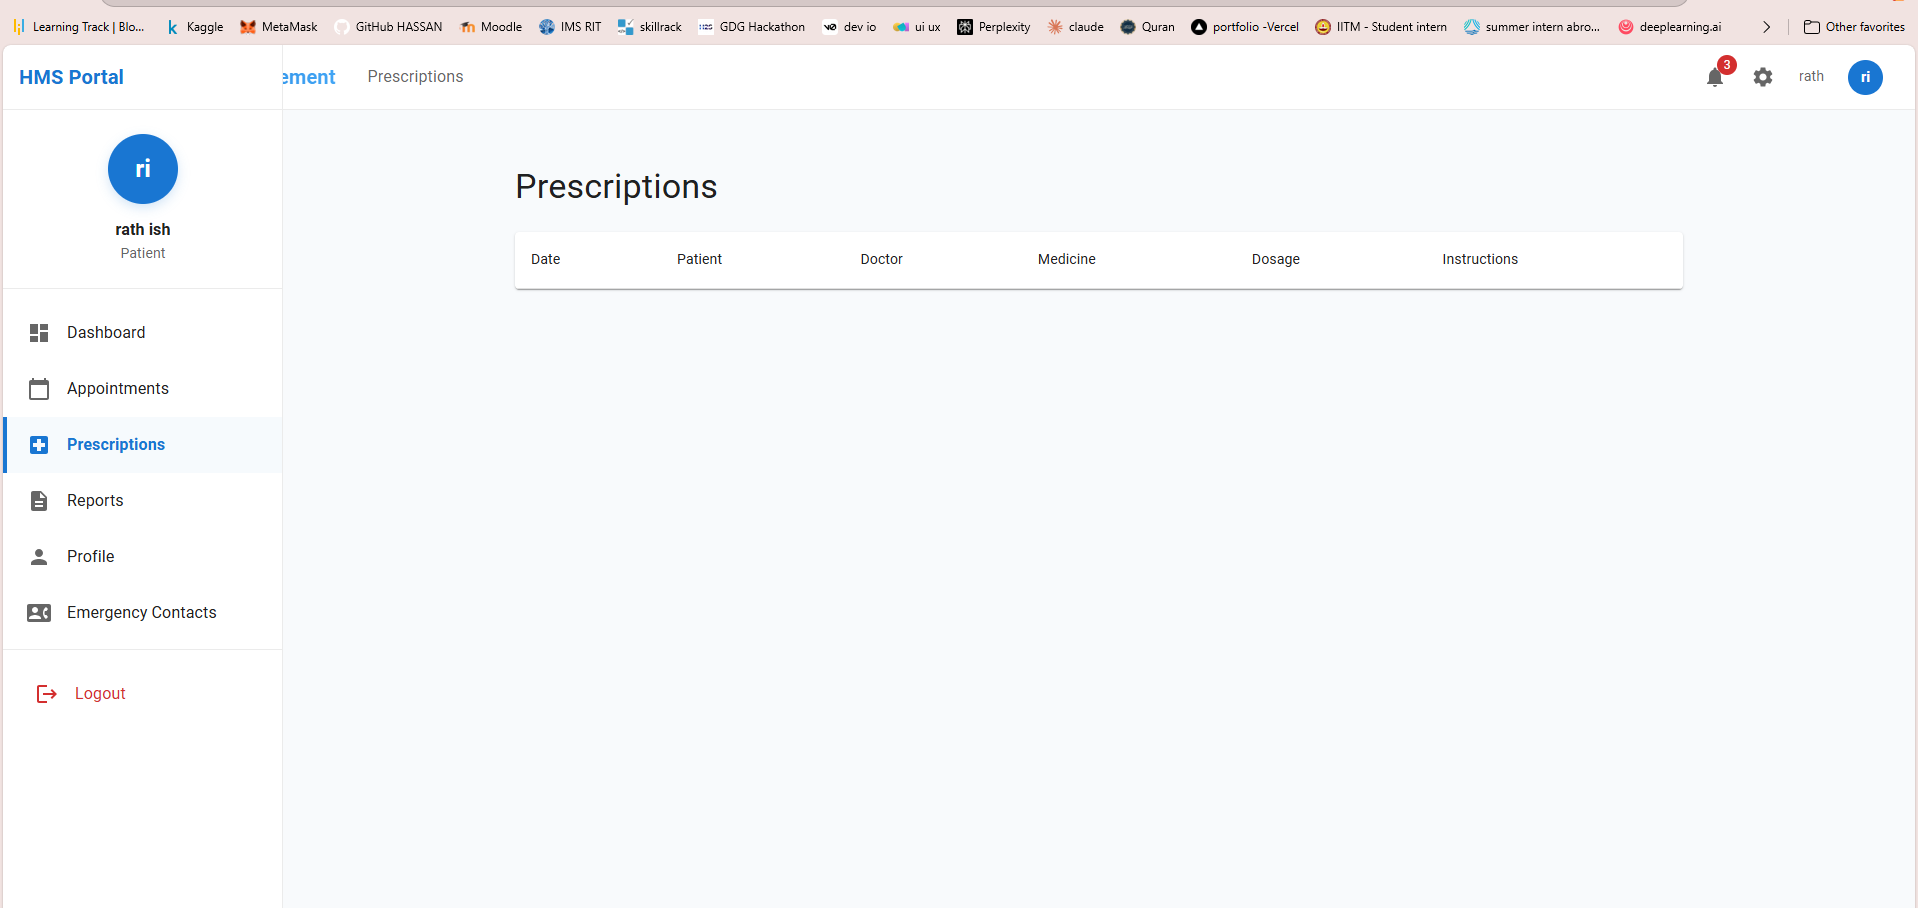 Learning Track | Blo...
Kaggle
MetaMask
GitHub HASSAN
Moodle
IMS RIT
skillrack
GDG Hackathon
dev io
ui ux
Perplexity
claude
Quran
portfolio -Vercel
IITM - Student intern
summer intern abro...
deeplearning.ai
Other favorites
HMS Portal
ement
Prescriptions
3
rath
ri
ri
rath ish
Patient
Dashboard
Appointments
Prescriptions
Reports
Profile
Emergency Contacts
Logout
Prescriptions
Date Patient Doctor Medicine Dosage Instructions